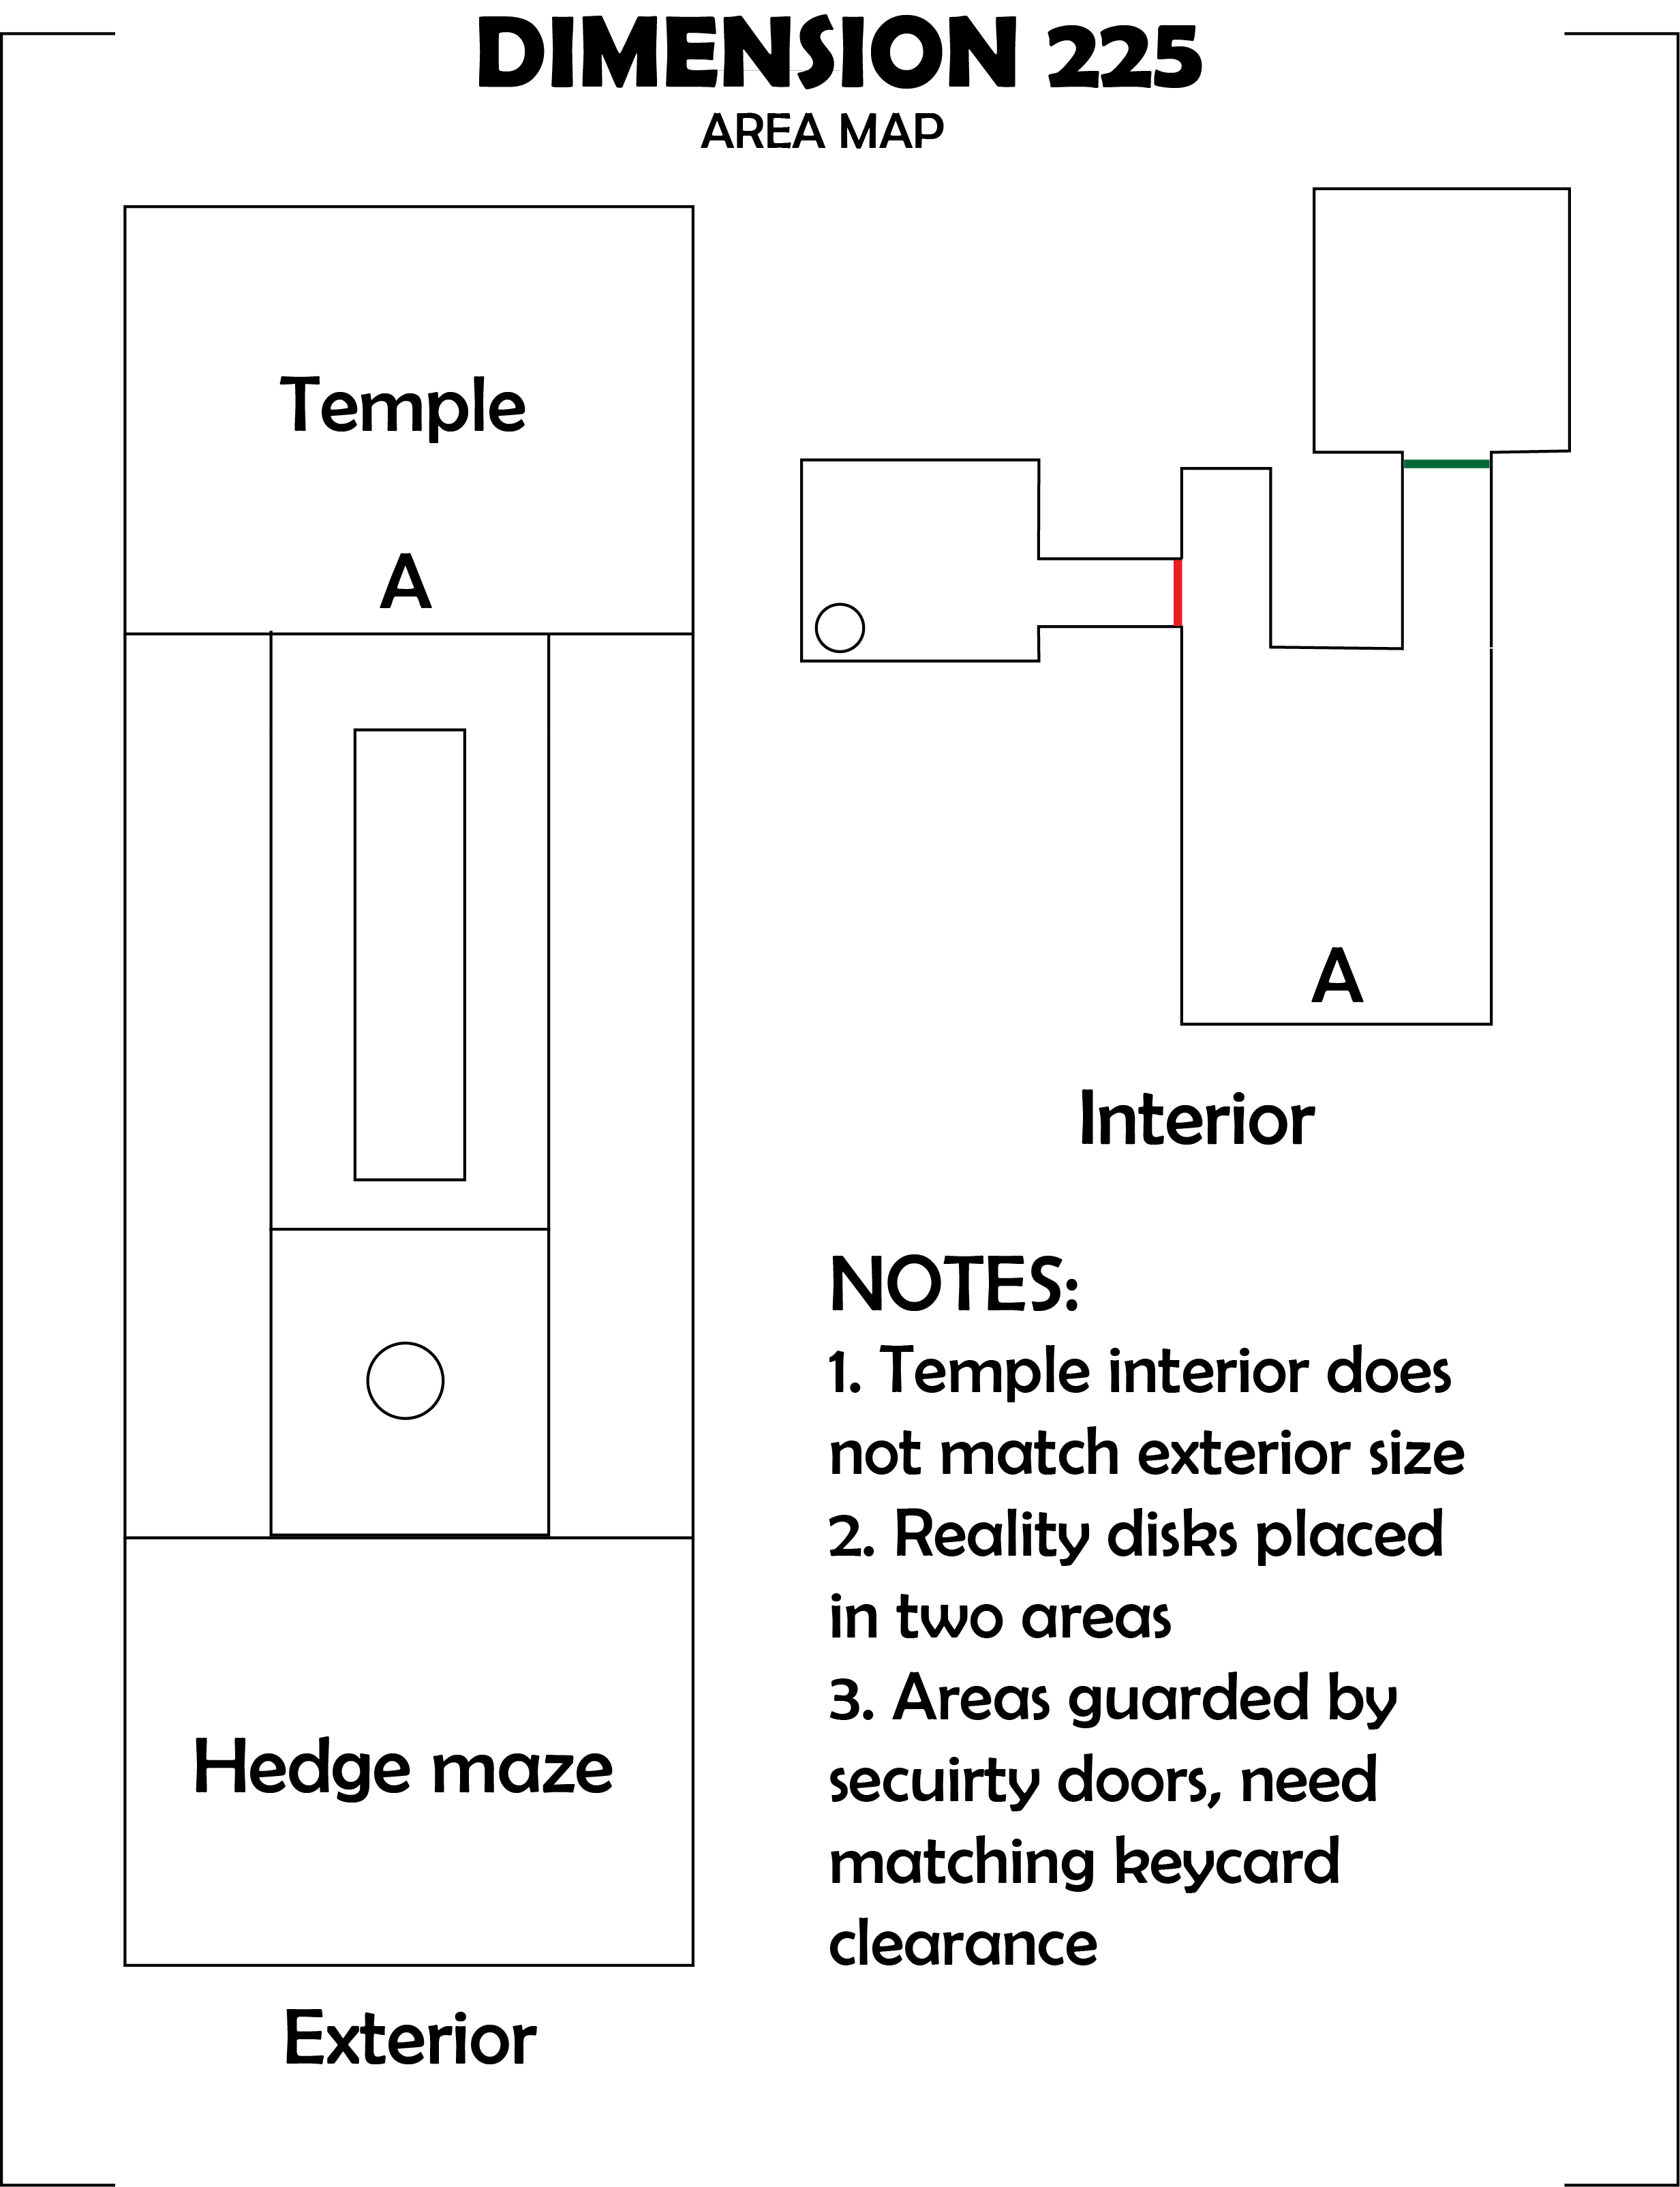 DIMENSION 225
AREA MAP
Temple
A
A
Interior
NOTES:
1. Temple interior does
not match exterior size
2. Reality disks placed
in two areas
3. Areas guarded by
secuirty doors, need
matching keycard
clearance
Hedge maze
Exterior